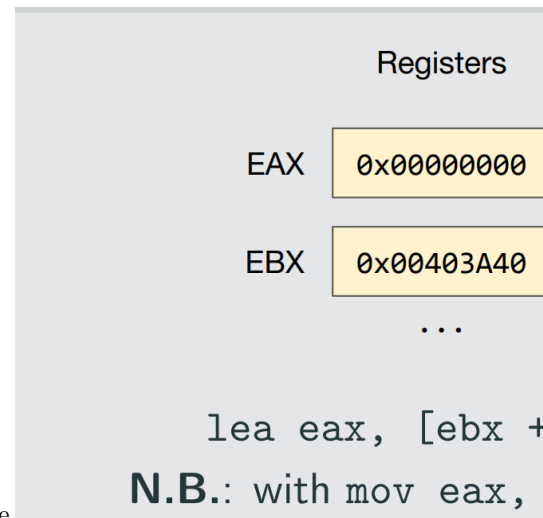 Registers
EAX 0x00000000
EBX 0x00403A40
...
lea eax, [ebx +
N.B.: with mov eax,
e